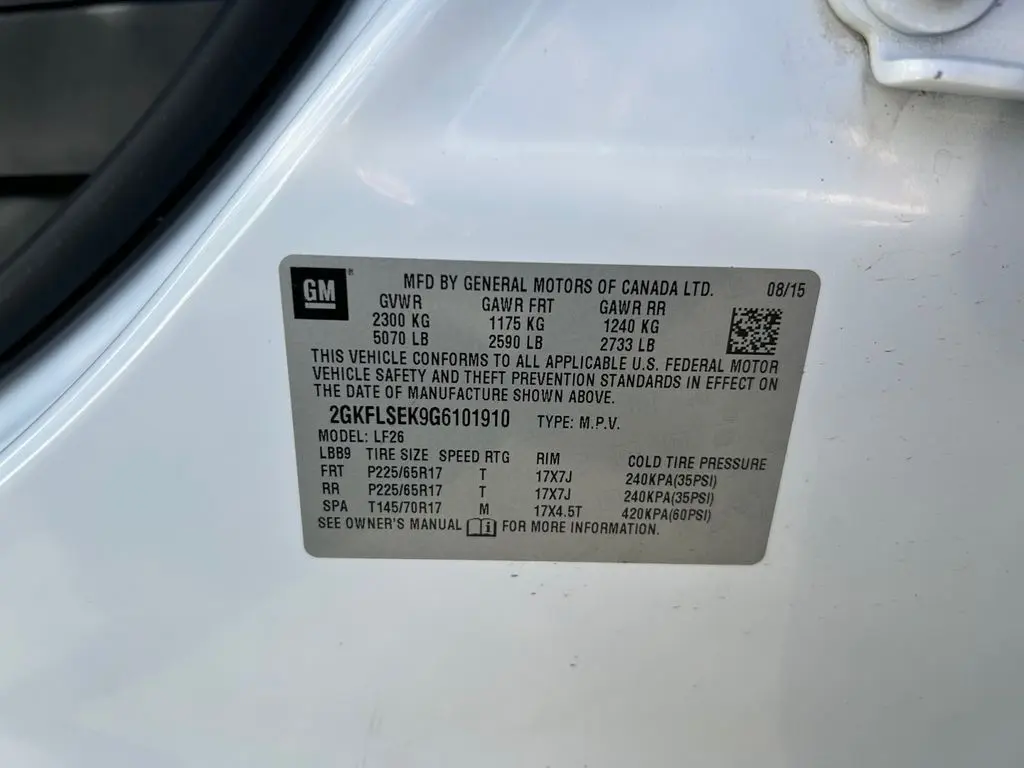 GM ® MFD BY GENERAL MOTORS OF CANADA LTD. 08/15
GVWR GAWR FRT GAWR RR
2300 KG 1175 KG 1240 KG
5070 LB 2590 LB 2733 LB
THIS VEHICLE CONFORMS TO ALL APPLICABLE U.S. FEDERAL MOTOR
VEHICLE SAFETY AND THEFT PREVENTION STANDARDS IN EFFECT ON
THE DATE OF MANUFACTURE SHOWN ABOVE.
2GKFLSEK9G6101910 TYPE: M.P.V.
MODEL: LF26
LBB9 TIRE SIZE SPEED RTG RIM COLD TIRE PRESSURE
FRT P225/65R17 T 17X7J 240KPA(35PSI)
RR P225/65R17 T 17X7J 240KPA(35PSI)
SPA T145/70R17 M 17X4.5T 420KPA(60PSI)
SEE OWNER'S MANUAL FOR MORE INFORMATION.